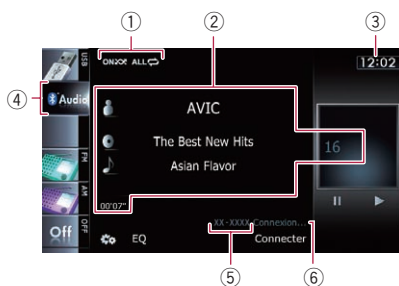 ① ② ③
ON ALL 12:02
④
USB
Audio
AVIC
The Best New Hits
16
Asian Flavor
FM
AM
00'07"
OFF
Off
EQ
XX-XXXX Connexion...
Connecter
⑤ ⑥